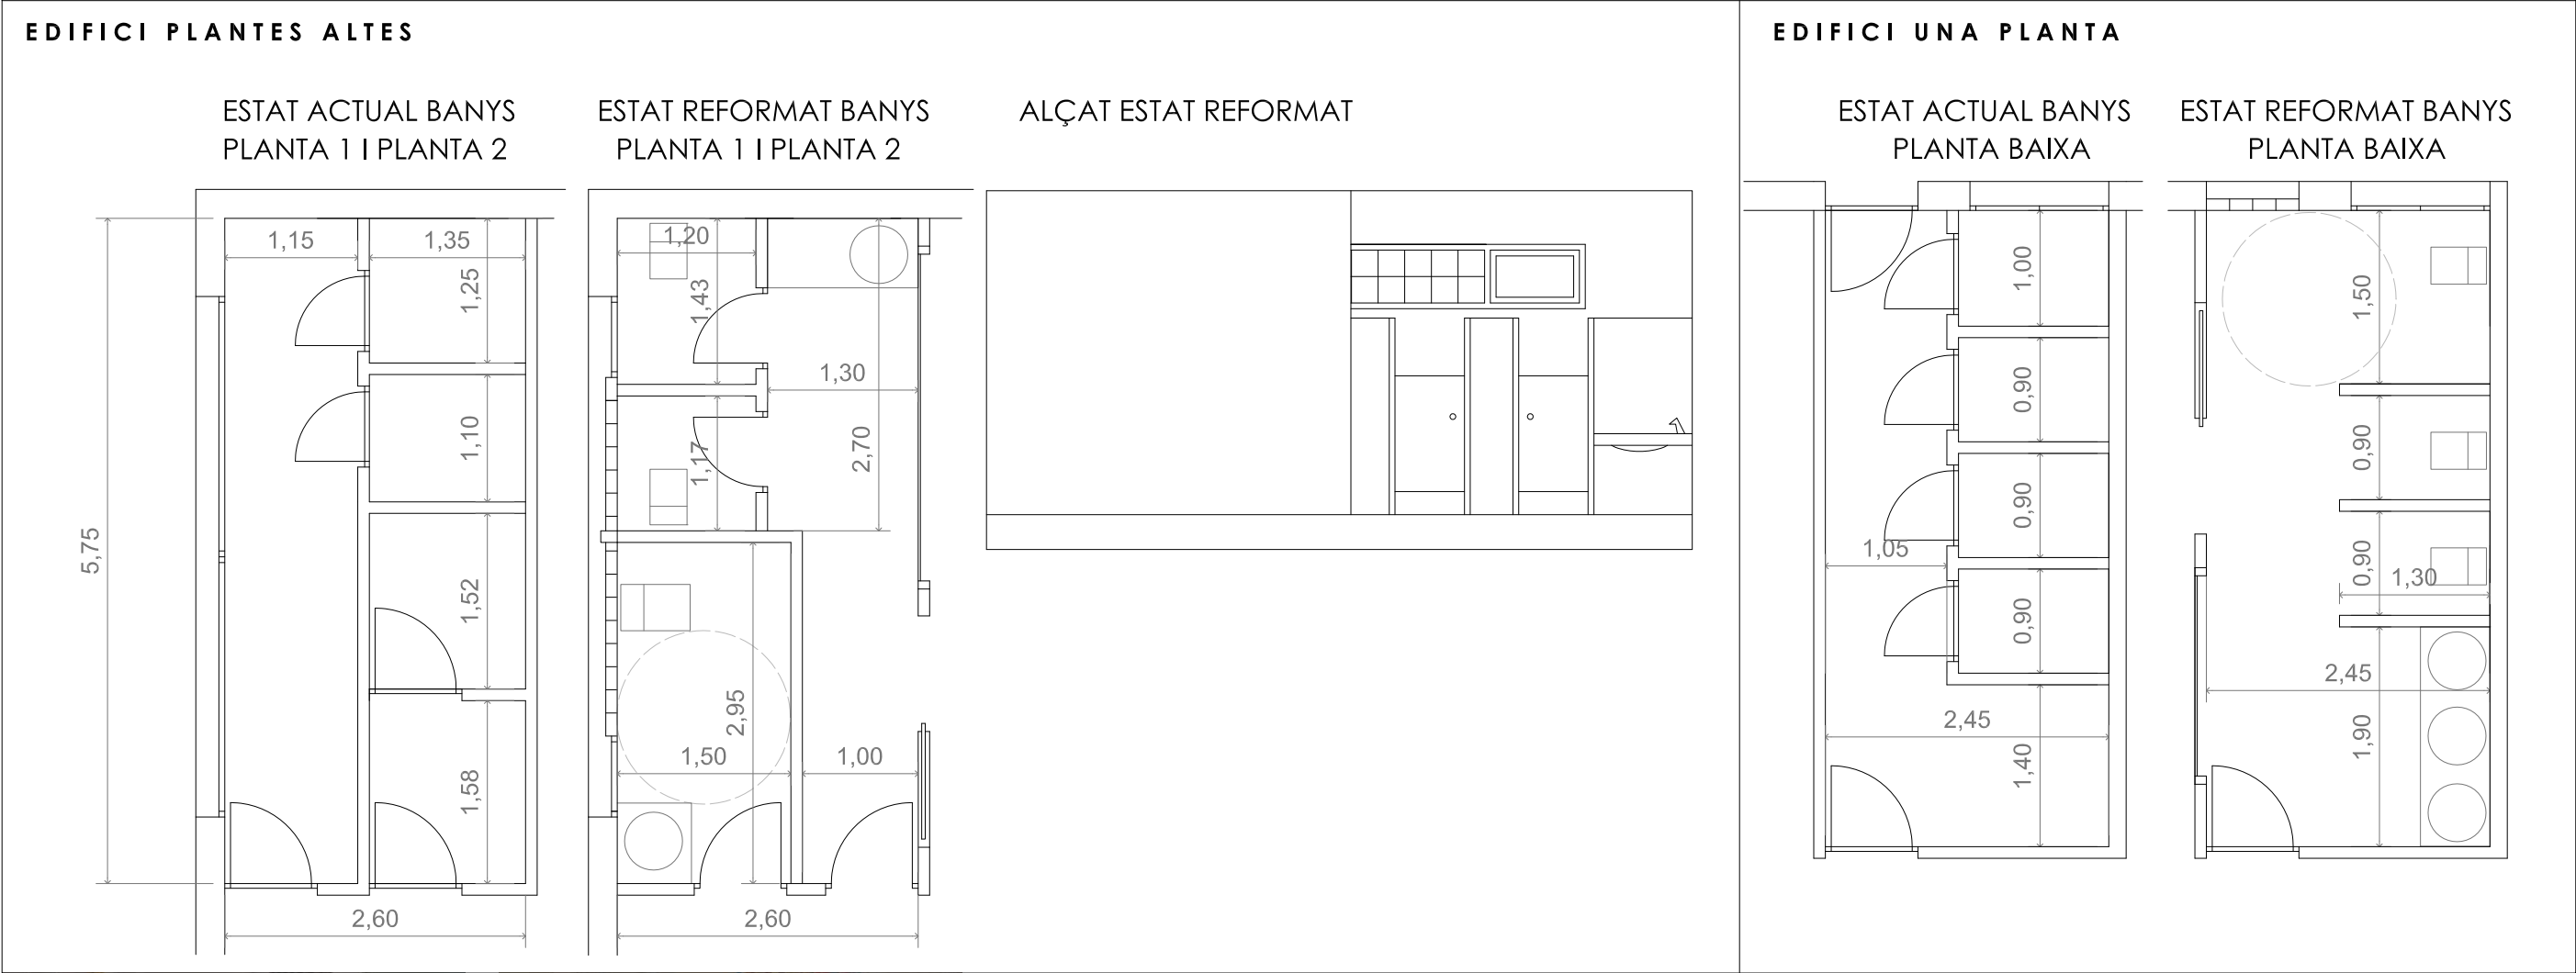 EDIFICI PLANTES ALTES
EDIFICI UNA PLANTA
ESTAT ACTUAL BANYS
PLANTA 1 I PLANTA 2
ESTAT REFORMAT BANYS
PLANTA 1 I PLANTA 2
ALÇAT ESTAT REFORMAT
ESTAT ACTUAL BANYS
PLANTA BAIXA
ESTAT REFORMAT BANYS
PLANTA BAIXA
1,15
1,35
1,25
1,10
5,75
1,52
1,58
2,60
1,20
1,43
1,30
1,17
2,70
2,95
1,50
1,00
2,60
1,00
0,90
0,90
1,05
0,90
2,45
1,40
1,50
0,90
0,90
1,30
2,45
1,90